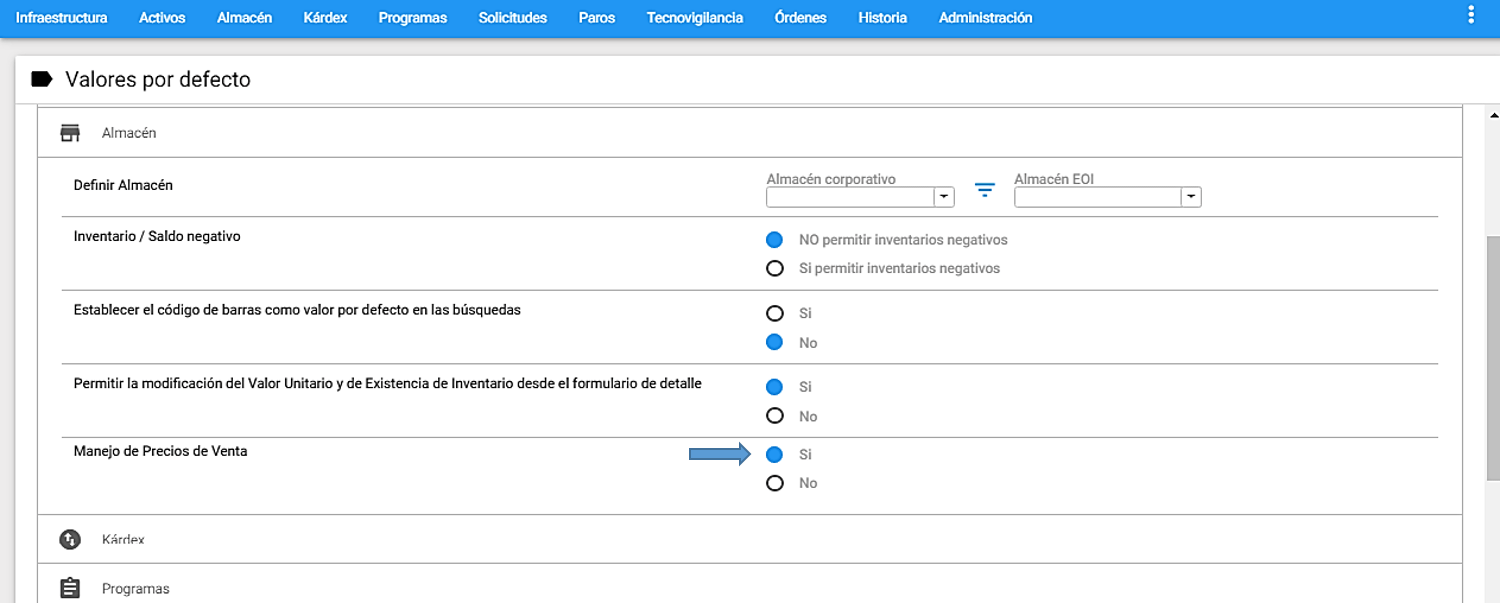 Infraestructura Activos Almacén Kárdex Programas Solicitudes Paros Tecnovigilancia Órdenes Historia Administración
Valores por defecto
Almacén
Definir Almacén
Almacén corporativo
Almacén EOI
Inventario / Saldo negativo
NO permitir inventarios negativos
Si permitir inventarios negativos
Establecer el código de barras como valor por defecto en las búsquedas
Si
No
Permitir la modificación del Valor Unitario y de Existencia de Inventario desde el formulario de detalle
Si
No
Manejo de Precios de Venta
Si
No
Kárdex
Programas